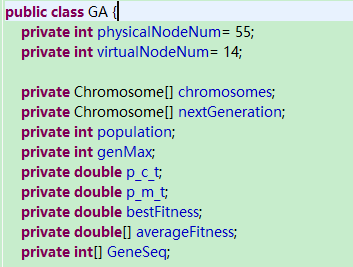 public class GA {
private int physicalNodeNum= 55;
private int virtualNodeNum= 14;
private Chromosome[] chromosomes;
private Chromosome[] nextGeneration;
private int population;
private int genMax;
private double p_c_t;
private double p_m_t;
private double bestFitness;
private double[] averageFitness;
private int[] GeneSeq;